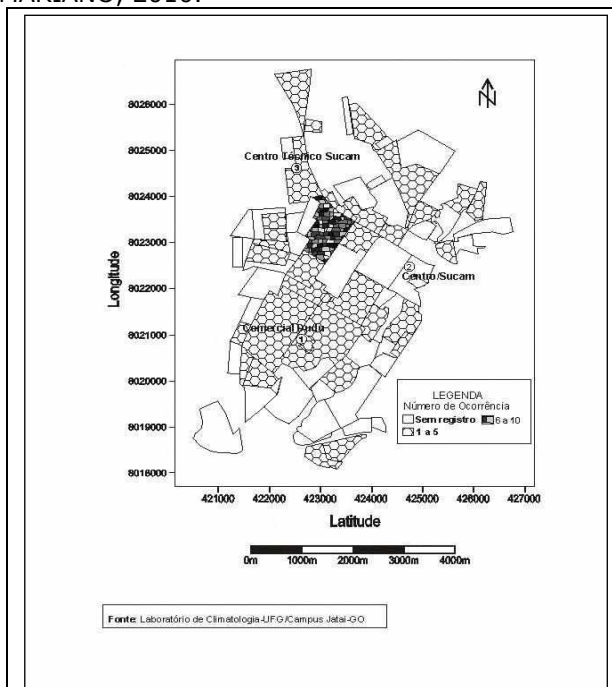 MARIANO, 2010.
N
8026000
8025000
Centro Técnico Sucam
3
8024000
8023000
Longitude
2
Centro/Sucam
8022000
8021000
Comercial Dudú
1
8020000
LEGENDA
Número de Ocorrência
Sem registro 6 a 10
1 a 5
8019000
8018000
421000 422000 423000 424000 425000 426000 427000
Latitude
0m 1000m 2000m 3000m 4000m
Fonte: Laboratório de Climatologia-UFG/Campus Jataí-GO.